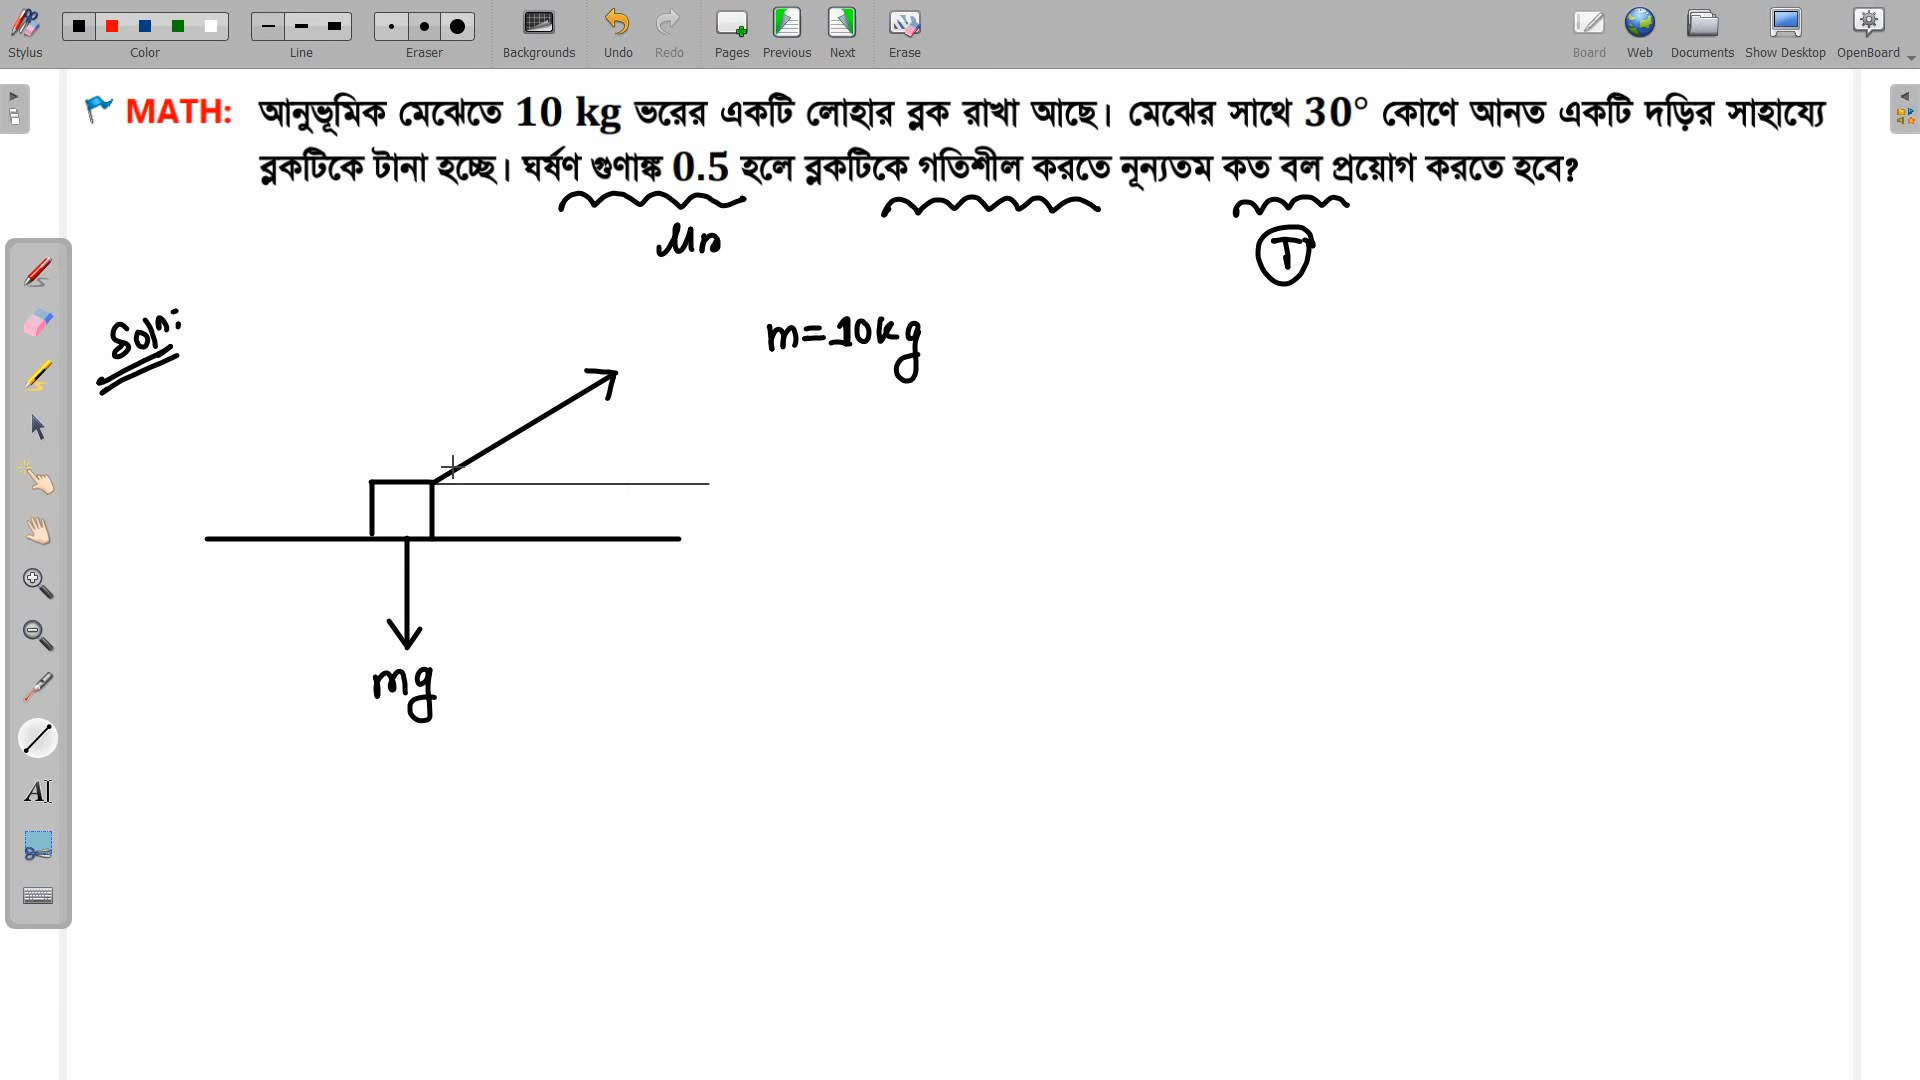 Stylus
Color
Line
Eraser
Backgrounds
Undo
Redo
Pages
Previous
Next
Erase
Board
Web
Documents
Show Desktop
OpenBoard
MATH: আনুভূমিক মেঝেতে 10 kg ভরের একটি লোহার ব্লক রাখা আছে। মেঝের সাথে 30° কোণে আনত একটি দড়ির সাহায্যে
ব্লকটিকে টানা হচ্ছে। ঘর্ষণ গুণাঙ্ক 0.5 হলে ব্লকটিকে গতিশীল করতে নূন্যতম কত বল প্রয়োগ করতে হবে?
μs
T
Soln:
m=10kg
mg